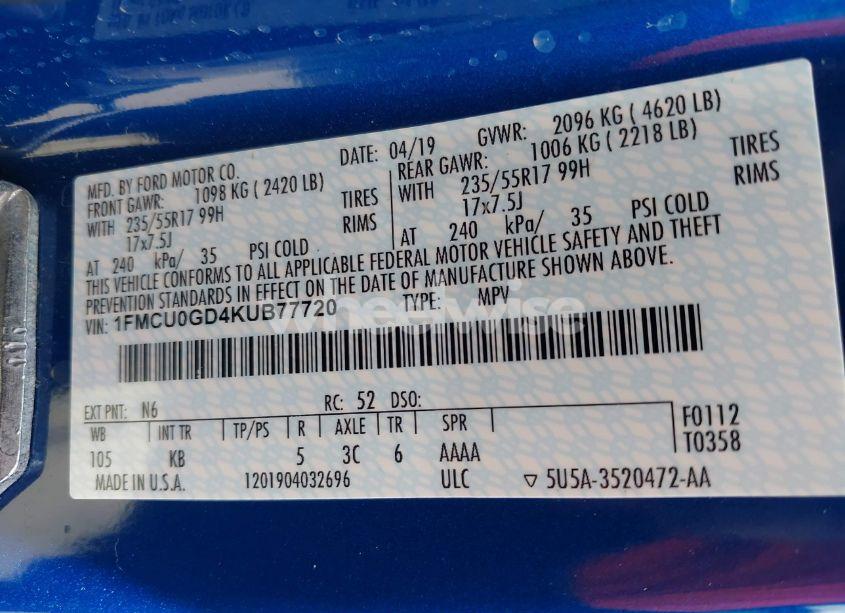 MFD. BY FORD MOTOR CO. DATE: 04/19 GVWR: 2096 KG ( 4620 LB)
FRONT GAWR: 1098 KG ( 2420 LB) REAR GAWR: 1006 KG ( 2218 LB)
WITH 235/55R17 99H TIRES WITH 235/55R17 99H TIRES
17x7.5J RIMS 17x7.5J RIMS
AT 240 kPa/ 35 PSI COLD AT 240 kPa/ 35 PSI COLD
THIS VEHICLE CONFORMS TO ALL APPLICABLE FEDERAL MOTOR VEHICLE SAFETY AND THEFT
PREVENTION STANDARDS IN EFFECT ON THE DATE OF MANUFACTURE SHOWN ABOVE.
VIN: 1FMCU0GD4KUB77720 TYPE: MPV
wheelwise
EXT PNT: N6 RC: 52 DSO: F0112
WB INT TR TP/PS R AXLE TR SPR T0358
105 KB 5 3C 6 AAAA
MADE IN U.S.A. 1201904032696 ULC ▽ 5U5A-3520472-AA